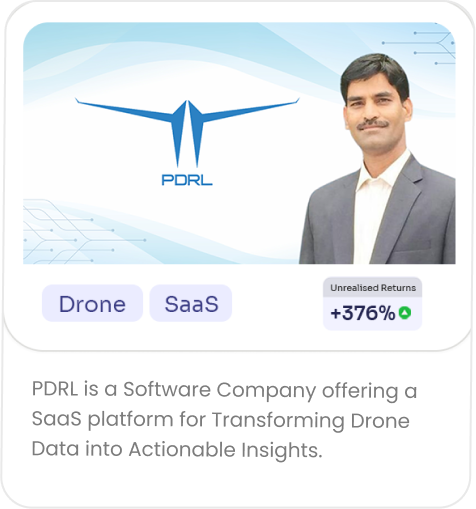 PDRL
Drone
SaaS
Unrealised Returns
+376%
PDRL is a Software Company offering a
SaaS platform for Transforming Drone
Data into Actionable Insights.